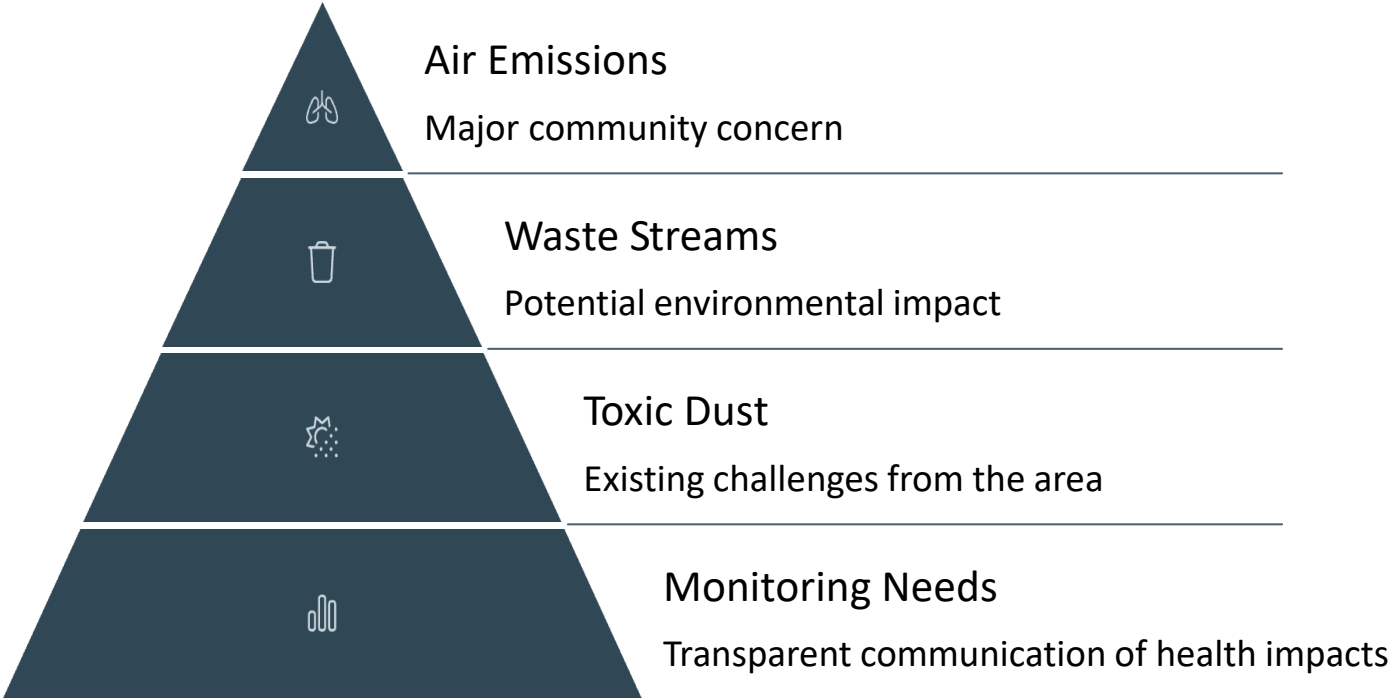 Air Emissions
Major community concern
Waste Streams
Potential environmental impact
Toxic Dust
Existing challenges from the area
Monitoring Needs
Transparent communication of health impacts